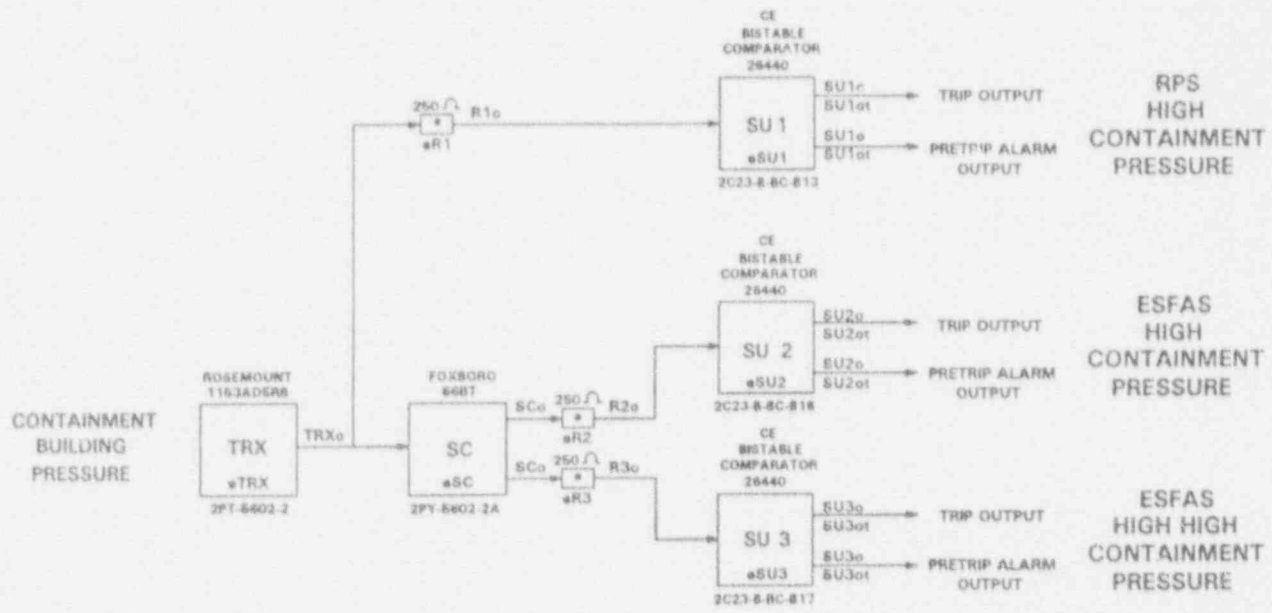 CE
BISTABLE
COMPARATOR
26440
SU1o
SU1ot
TRIP OUTPUT
SU 1
SU1o
SU1ot
PRETRIP ALARM
OUTPUT
eSU1
2C23-8-BC-B13
RPS
HIGH
CONTAINMENT
PRESSURE
250
*
R1o
eR1
CE
BISTABLE
COMPARATOR
26440
SU2o
SU2ot
TRIP OUTPUT
SU 2
SU2o
SU2ot
PRETRIP ALARM
OUTPUT
eSU2
2C23-8-BC-B16
ESFAS
HIGH
CONTAINMENT
PRESSURE
CONTAINMENT
BUILDING
PRESSURE
ROSEMOUNT
TRX
eTRX
2PT-5602-2
TRXo
FOXBORO
66BT
SC
eSC
2PY-5602-2A
SCo
250
*
R2o
eR2
SCo
250
*
R3o
eR3
CE
BISTABLE
COMPARATOR
26440
SU3o
SU3ot
TRIP OUTPUT
SU 3
SU3o
SU3ot
PRETRIP ALARM
OUTPUT
eSU3
2C23-8-BC-B17
ESFAS
HIGH HIGH
CONTAINMENT
PRESSURE